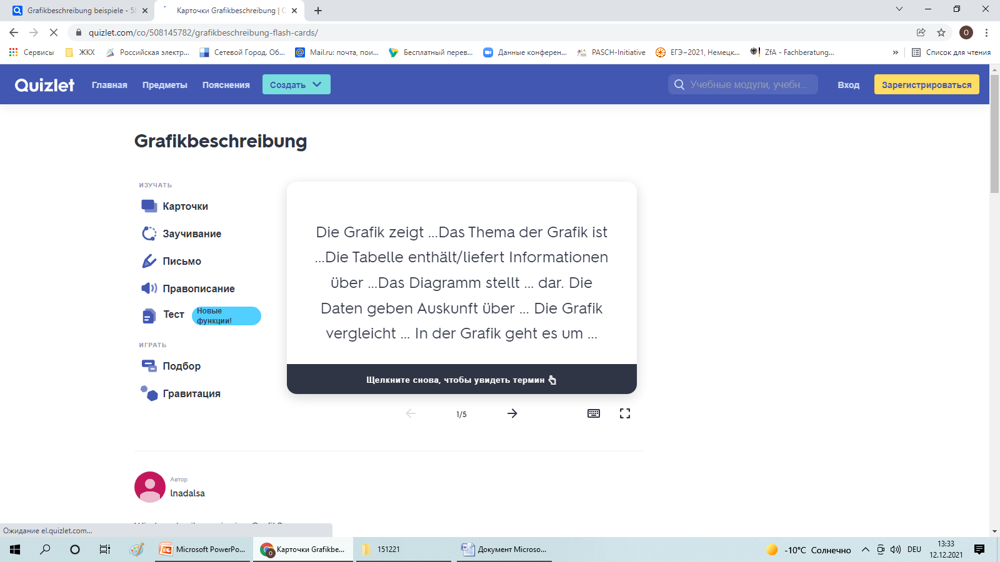 Grafikbeschreibung beispiele - 58
Карточки Grafikbeschreibung | C
quizlet.com/co/508145782/grafikbeschreibung-flash-cards/
O
Сервисы
ЖКХ
Российская электр...
Сетевой Город. Об...
Mail.ru: почта, пои...
Бесплатный перев...
Данные конферен...
PASCH-Initiative
ЕГЭ–2021, Немецк...
ZfA - Fachberatung...
»
Список для чтения
Quizlet
Главная
Предметы
Пояснения
Создать
Учебные модули, учебн...
Вход
Зарегистрироваться
Grafikbeschreibung
ИЗУЧАТЬ
Карточки
Заучивание
Письмо
Правописание
Тест
Новые
функции!
ИГРАТЬ
Подбор
Гравитация
Die Grafik zeigt ...Das Thema der Grafik ist
...Die Tabelle enthält/liefert Informationen
über ...Das Diagramm stellt ... dar. Die
Daten geben Auskunft über ... Die Grafik
vergleicht ... In der Grafik geht es um ...
Щелкните снова, чтобы увидеть термин
1/5
Автор
lnadalsa
Ожидание el.quizlet.com...
Microsoft PowerPo...
Карточки Grafikbe...
151221
Документ Microso...
-10°C Солнечно
DEU
13:33
12.12.2021